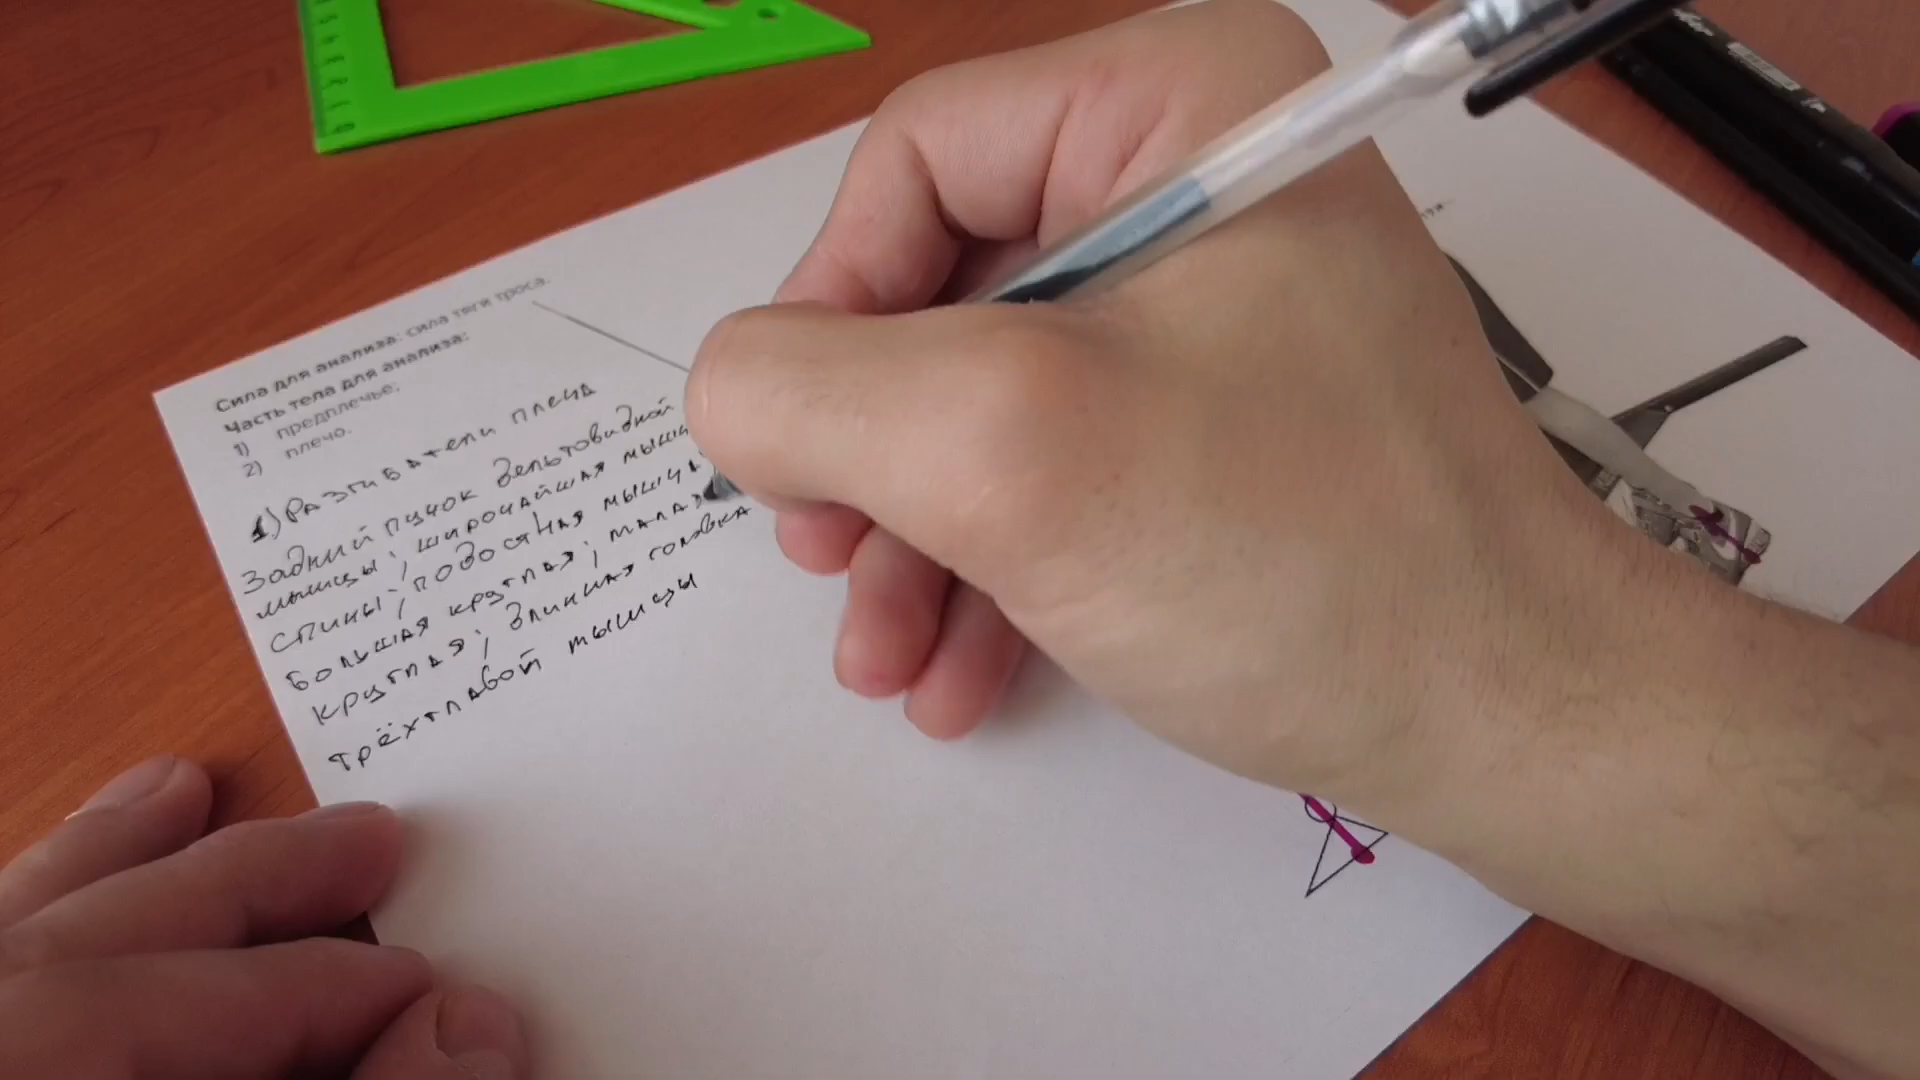 Сила для анализа: сила тяги троса.
Часть тела для анализа:
1) предплечье;
2) плечо.
1) Разгибатели плеча
Задний пучок дельтовидной
мышцы; широчайшая мышца
спины; подостная мышца
большая круглая; малая
круглая; длинная головка
трёхглавой мышцы